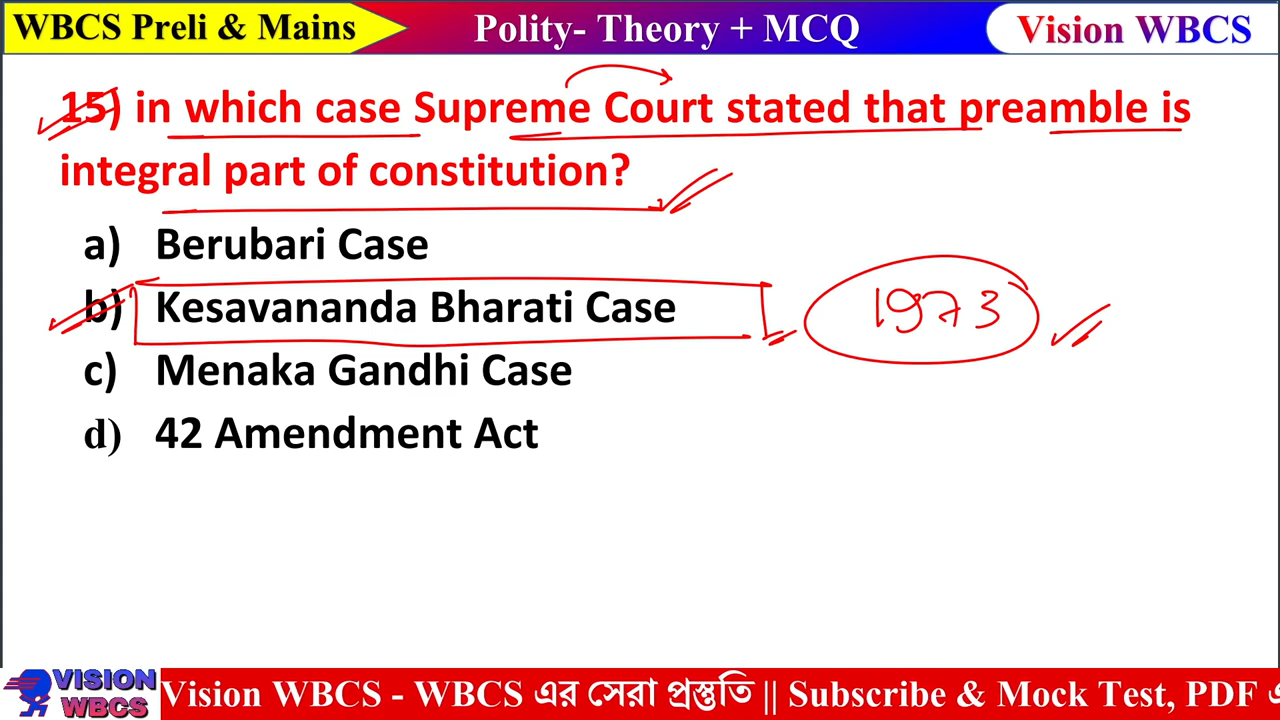 WBCS Preli & Mains
Polity- Theory + MCQ
Vision WBCS
15) in which case Supreme Court stated that preamble is
integral part of constitution?
a) Berubari Case
b) Kesavananda Bharati Case
1973
c) Menaka Gandhi Case
d) 42 Amendment Act
VISION
WBCS
Vision WBCS - WBCS এর সেরা প্রস্তুতি || Subscribe & Mock Test, PDF এ